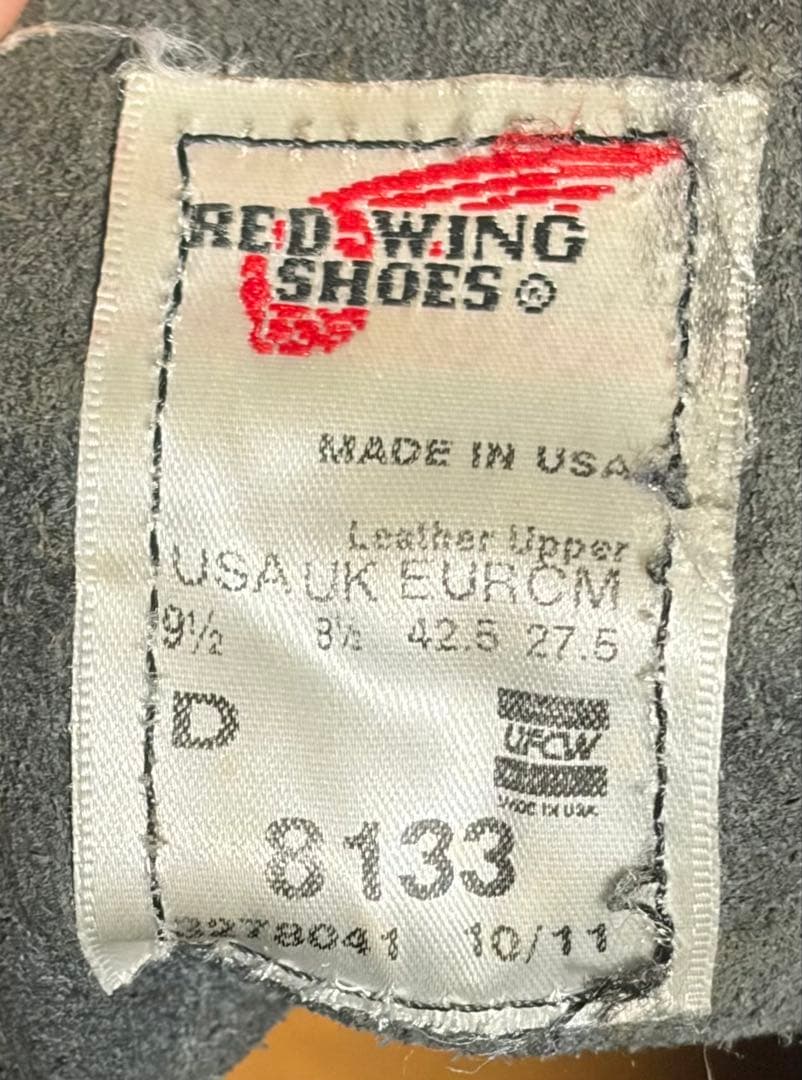 RED WING
SHOES ®
MADE IN USA
Leather Upper
USA UK EUR CM
9½ 8½ 42.5 27.5
D
UFCW
MADE IN USA
8133
10/11